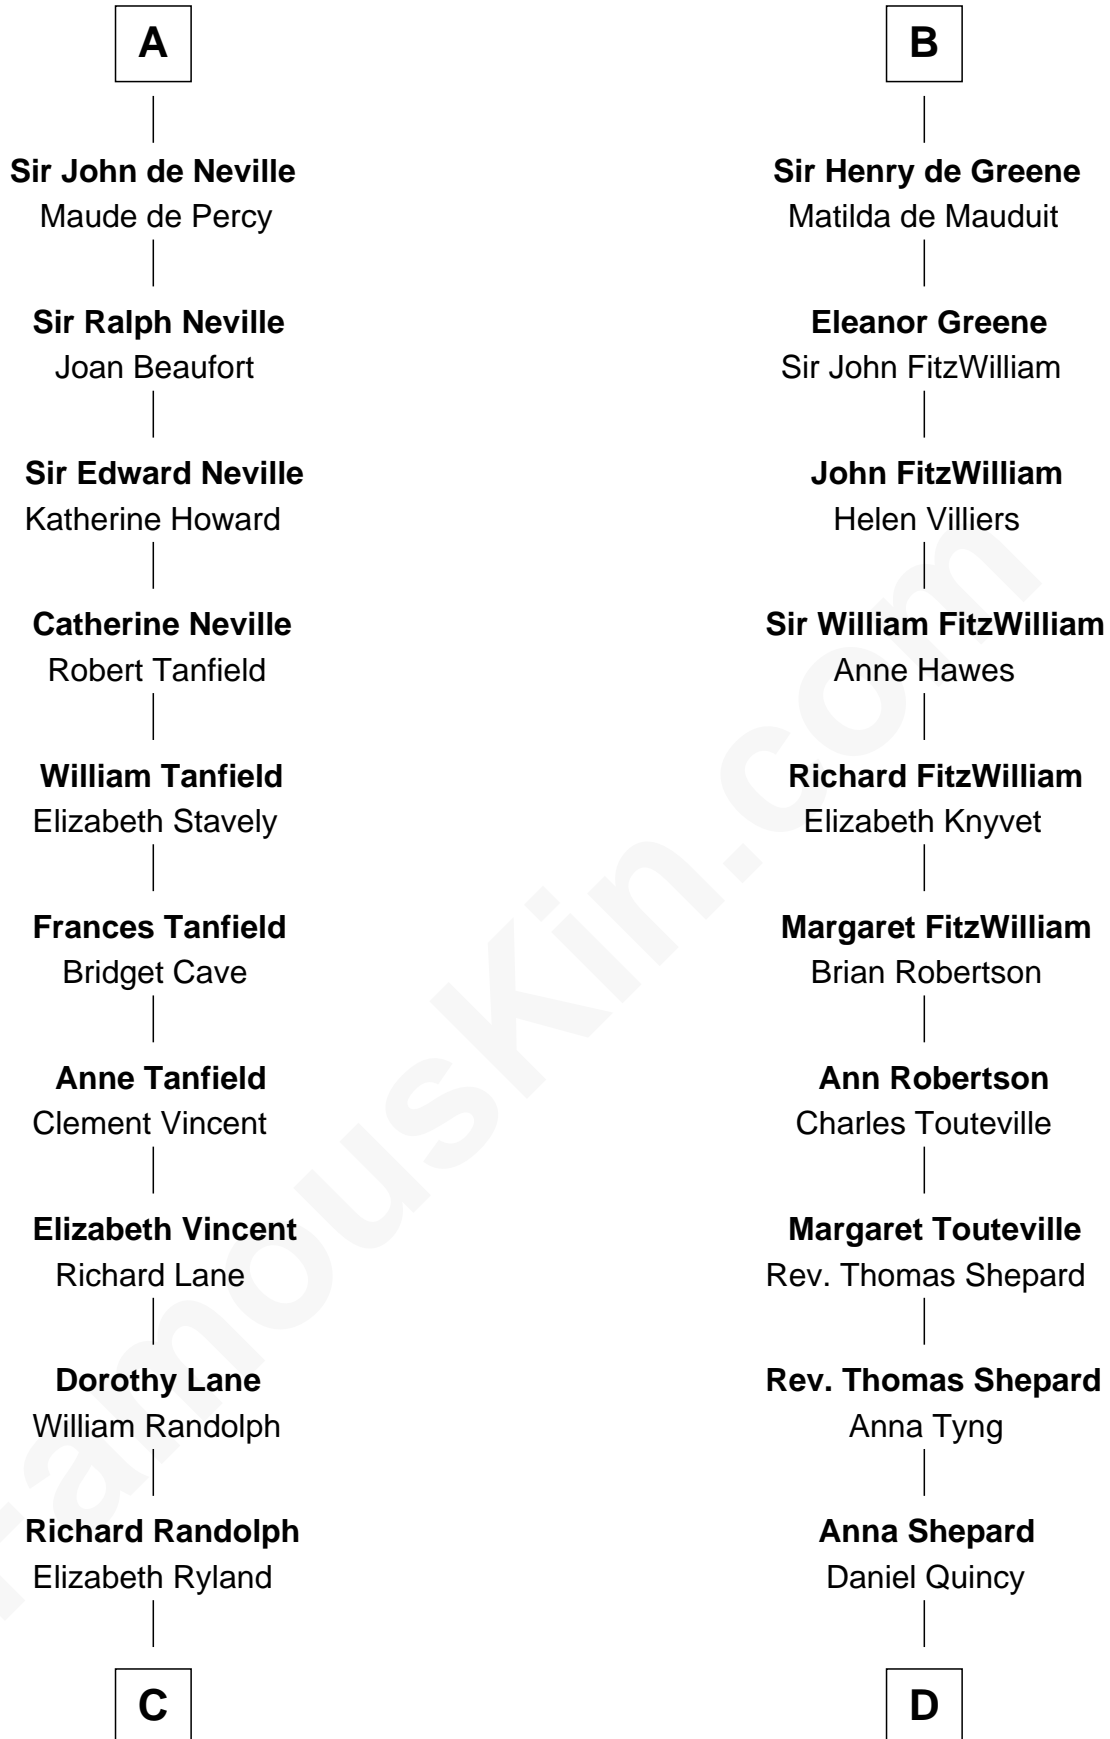 A
Sir John de Neville
Maude de Percy
Sir Ralph Neville
Joan Beaufort
Sir Edward Neville
Katherine Howard
Catherine Neville
Robert Tanfield
William Tanfield
Elizabeth Stavely
Frances Tanfield
Bridget Cave
Anne Tanfield
Clement Vincent
Elizabeth Vincent
Richard Lane
Dorothy Lane
William Randolph
Richard Randolph
Elizabeth Ryland
C
B
Sir Henry de Greene
Matilda de Mauduit
Eleanor Greene
Sir John FitzWilliam
John FitzWilliam
Helen Villiers
Sir William FitzWilliam
Anne Hawes
Richard FitzWilliam
Elizabeth Knyvet
Margaret FitzWilliam
Brian Robertson
Ann Robertson
Charles Touteville
Margaret Touteville
Rev. Thomas Shepard
Rev. Thomas Shepard
Anna Tyng
Anna Shepard
Daniel Quincy
D
FamousKin.com